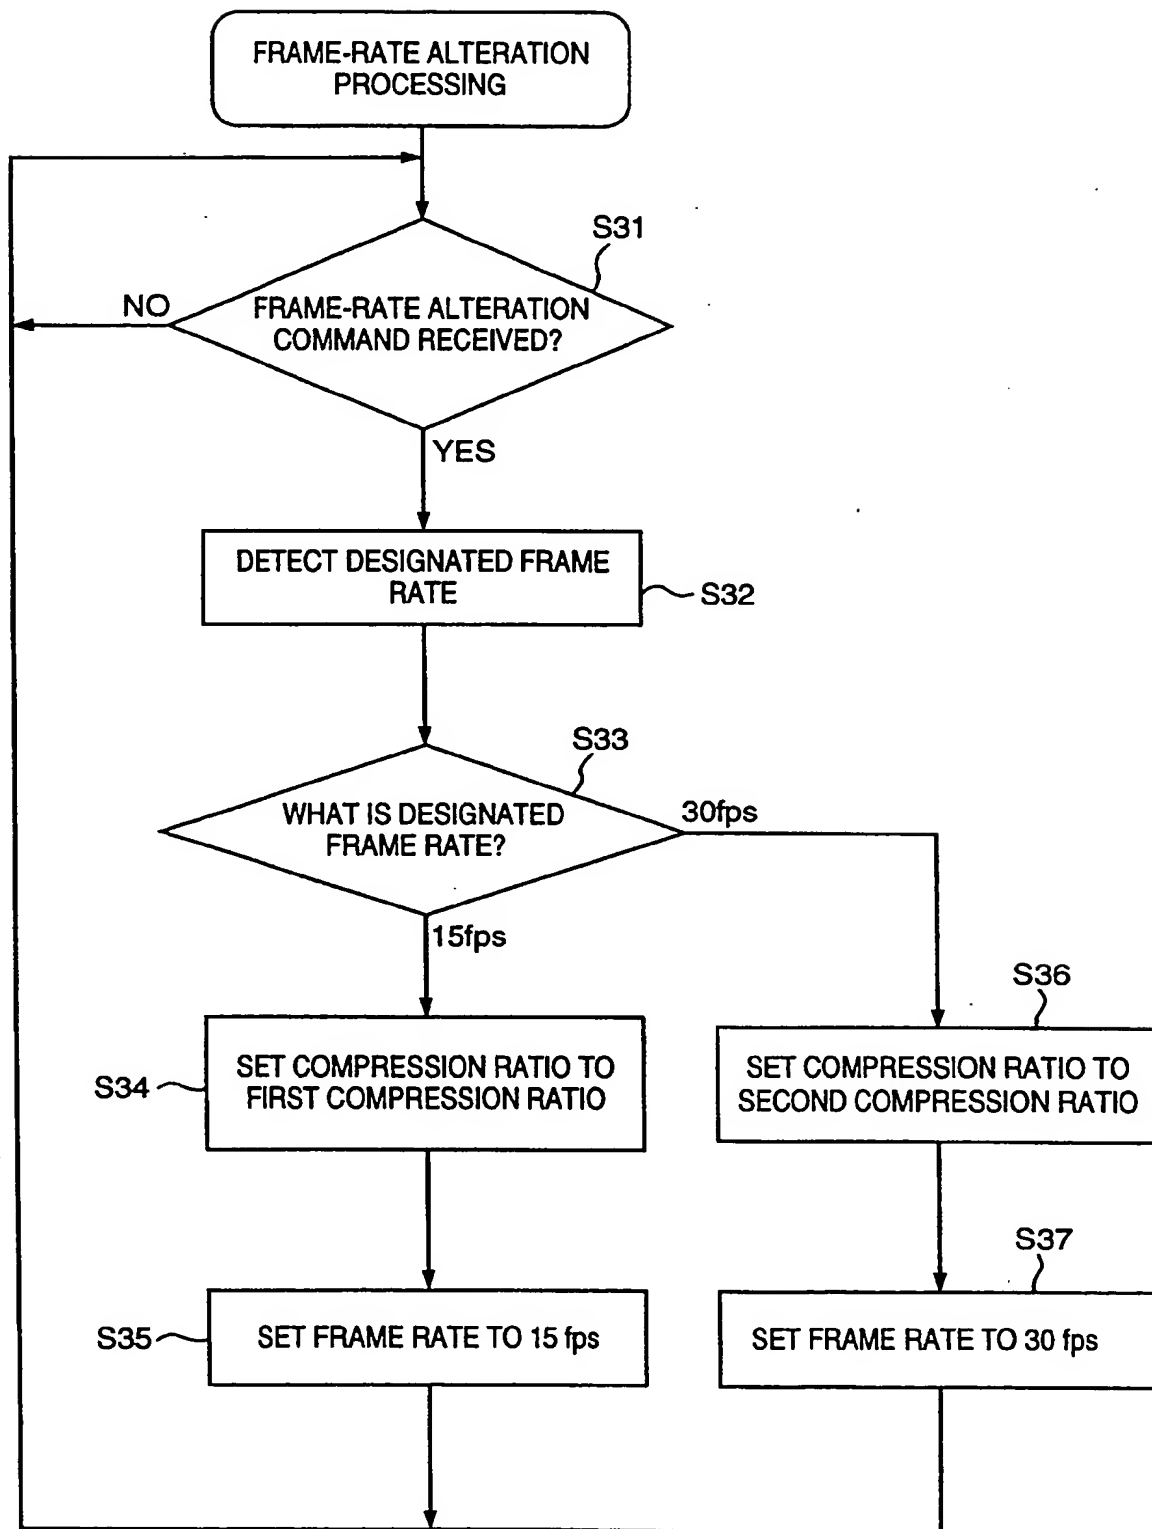 FRAME-RATE ALTERATION
PROCESSING
S31
NO
FRAME-RATE ALTERATION
COMMAND RECEIVED?
YES
DETECT DESIGNATED FRAME
RATE
S32
S33
WHAT IS DESIGNATED
FRAME RATE?
30fps
15fps
S36
S34
SET COMPRESSION RATIO TO
FIRST COMPRESSION RATIO
SET COMPRESSION RATIO TO
SECOND COMPRESSION RATIO
S37
S35
SET FRAME RATE TO 15 fps
SET FRAME RATE TO 30 fps